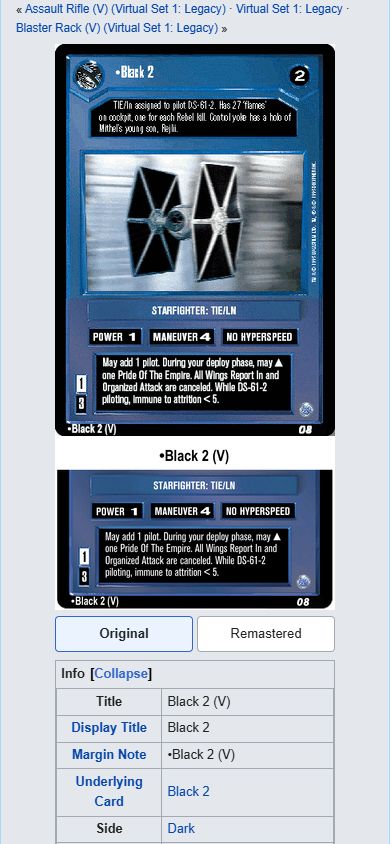 « Assault Rifle (V) (Virtual Set 1: Legacy) · Virtual Set 1: Legacy ·
Blaster Rack (V) (Virtual Set 1: Legacy) »
•Black 2
2
TIE/ln assigned to pilot DS-61-2. Has 27 'flames'
on cockpit, one for each Rebel kill. Control yoke has a holo of
Mithel's young son, Rejlii.
STARFIGHTER: TIE/LN
POWER 1 MANEUVER 4 NO HYPERSPEED
May add 1 pilot. During your deploy phase, may ▲
one Pride Of The Empire. All Wings Report In and
Organized Attack are canceled. While DS-61-2
piloting, immune to attrition < 5.
1
3
•Black 2 (V) 08
•Black 2 (V)
STARFIGHTER: TIE/LN
POWER 1 MANEUVER 4 NO HYPERSPEED
May add 1 pilot. During your deploy phase, may ▲
one Pride Of The Empire. All Wings Report In and
Organized Attack are canceled. While DS-61-2
piloting, immune to attrition < 5.
1
3
•Black 2 (V) 08
Original Remastered
Info [Collapse]
Title Black 2 (V)
Display Title Black 2
Margin Note •Black 2 (V)
Underlying Card Black 2
Side Dark